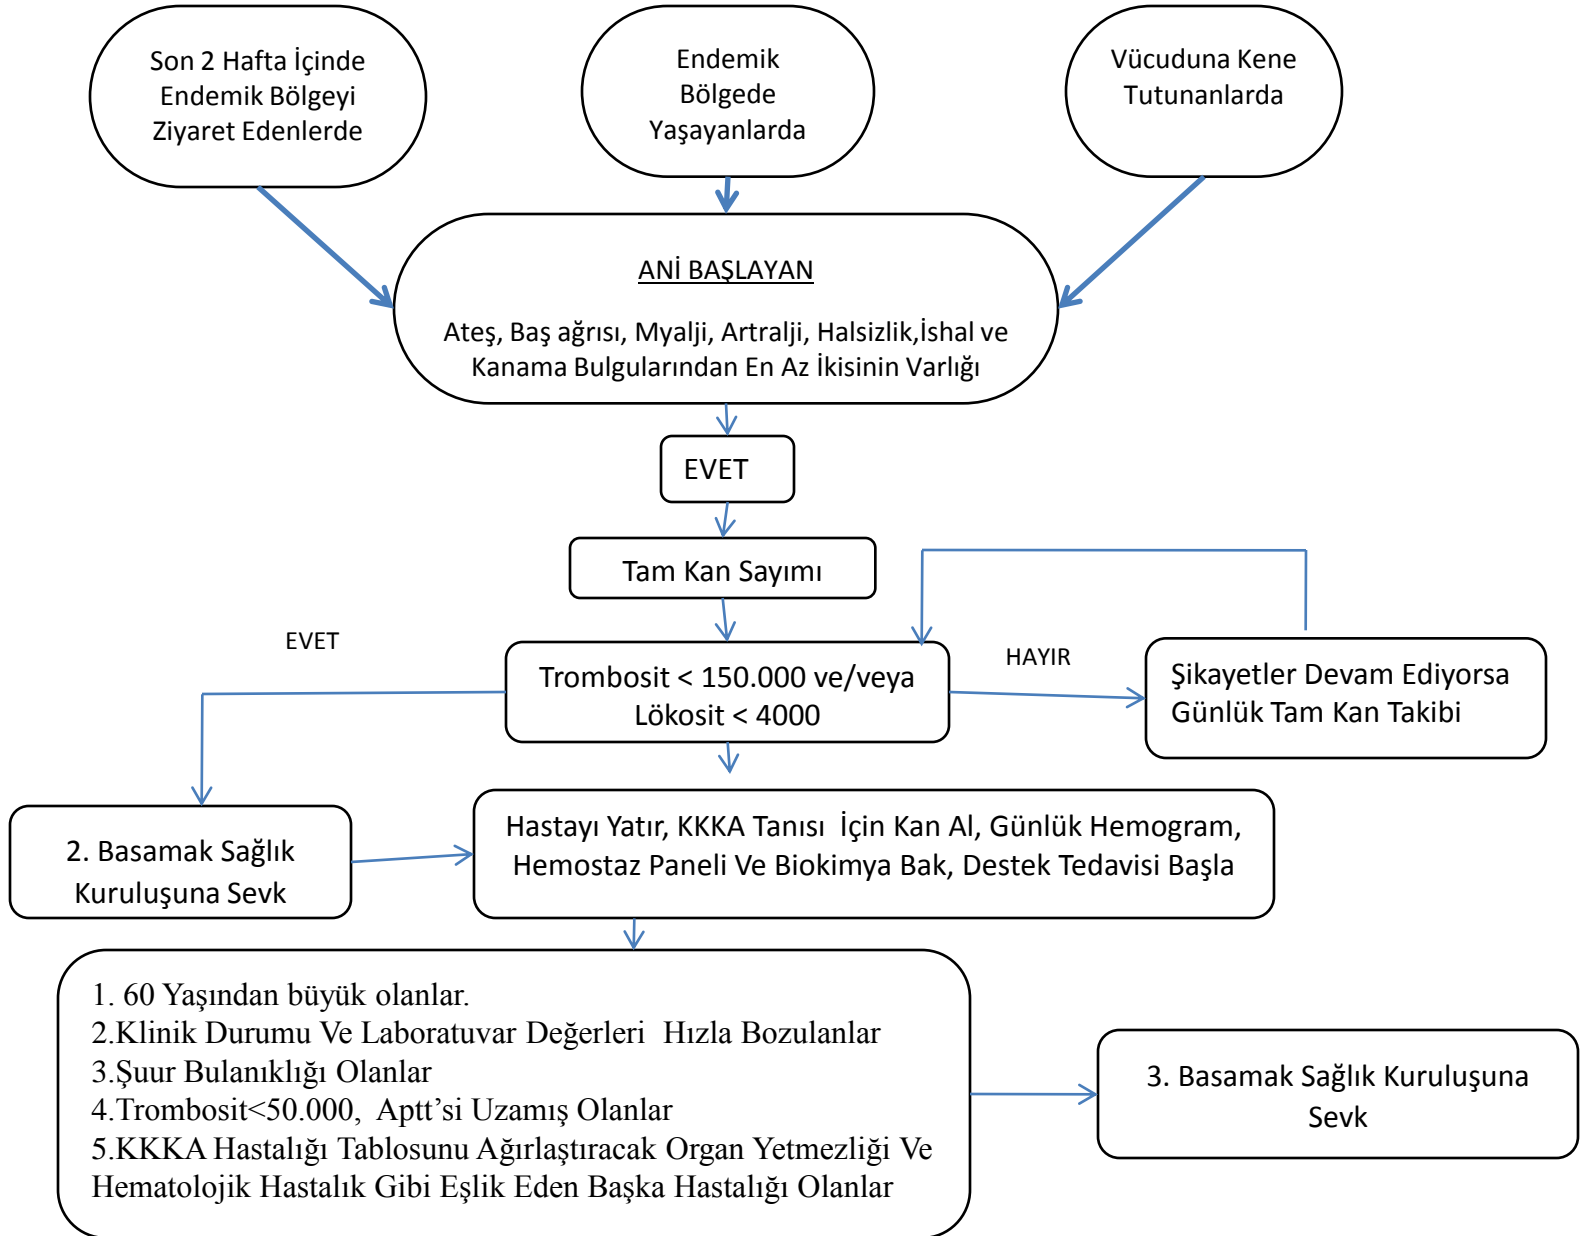 Son 2 Hafta İçinde
Endemik Bölgeyi
Ziyaret Edenlerde
Endemik
Bölgede
Yaşayanlarda
Vücuduna Kene
Tutunanlarda
ANİ BAŞLAYAN
Ateş, Baş ağrısı, Myalji, Artralji, Halsizlik,İshal ve
Kanama Bulgularından En Az İkisinin Varlığı
EVET
Tam Kan Sayımı
EVET
Trombosit < 150.000 ve/veya
Lökosit < 4000
HAYIR
Şikayetler Devam Ediyorsa
Günlük Tam Kan Takibi
2. Basamak Sağlık
Kuruluşuna Sevk
Hastayı Yatır, KKKA Tanısı İçin Kan Al, Günlük Hemogram,
Hemostaz Paneli Ve Biokimya Bak, Destek Tedavisi Başla
1. 60 Yaşından büyük olanlar.
2.Klinik Durumu Ve Laboratuvar Değerleri Hızla Bozulanlar
3.Şuur Bulanıklığı Olanlar
4.Trombosit<50.000, Aptt’si Uzamış Olanlar
5.KKKA Hastalığı Tablosunu Ağırlaştıracak Organ Yetmezliği Ve
Hematolojik Hastalık Gibi Eşlik Eden Başka Hastalığı Olanlar
3. Basamak Sağlık Kuruluşuna
Sevk